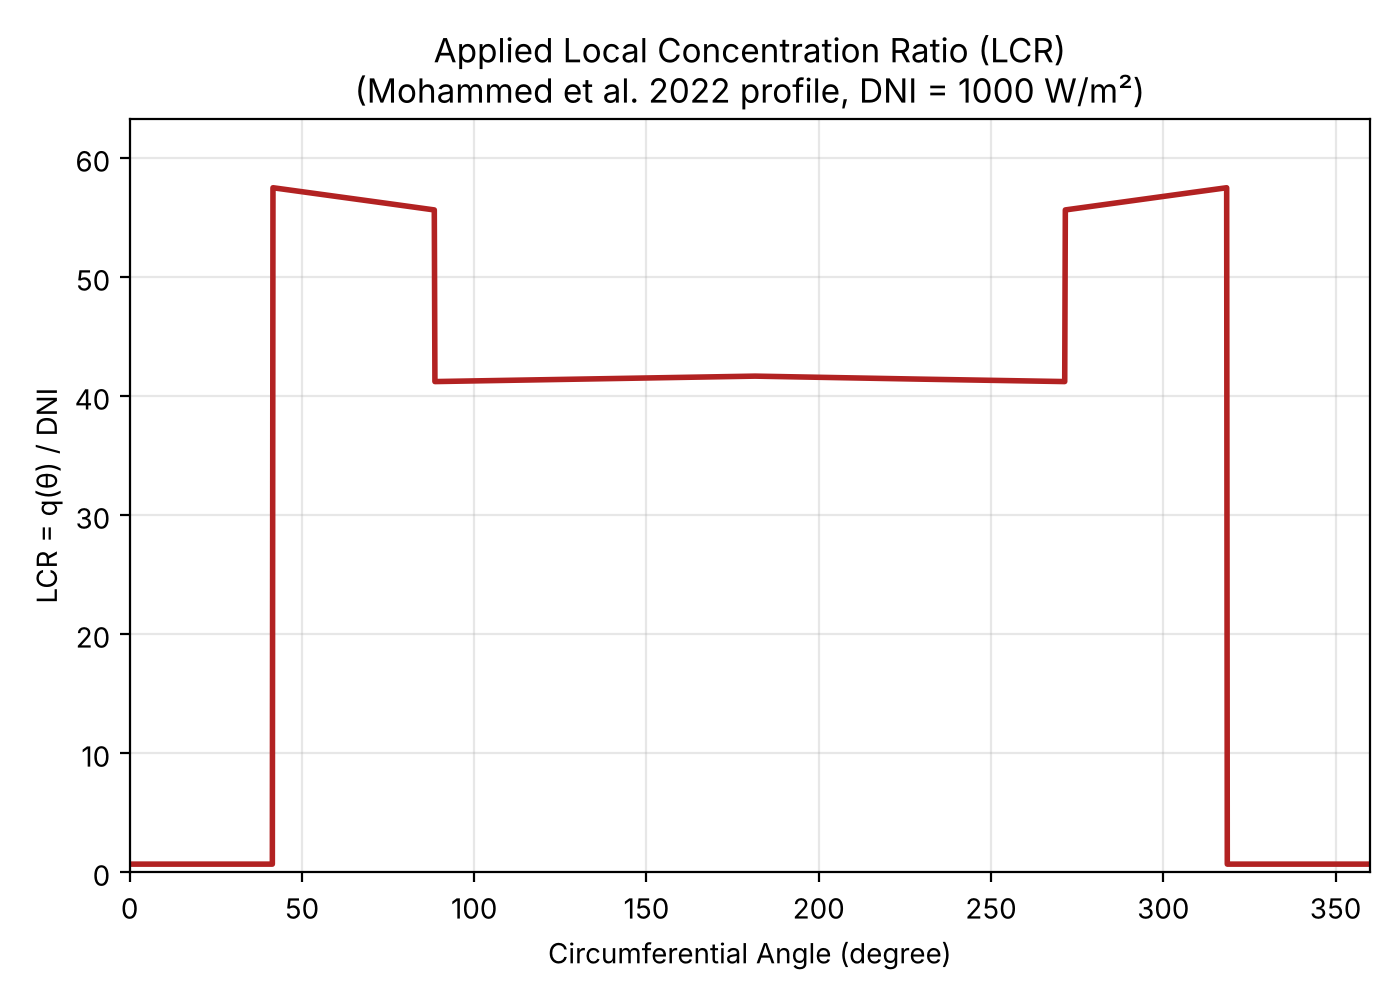 Applied Local Concentration Ratio (LCR)
(Mohammed et al. 2022 profile, DNI = 1000 W/m²)
LCR = q(θ) / DNI
60
50
40
30
20
10
0
0 50 100 150 200 250 300 350
Circumferential Angle (degree)